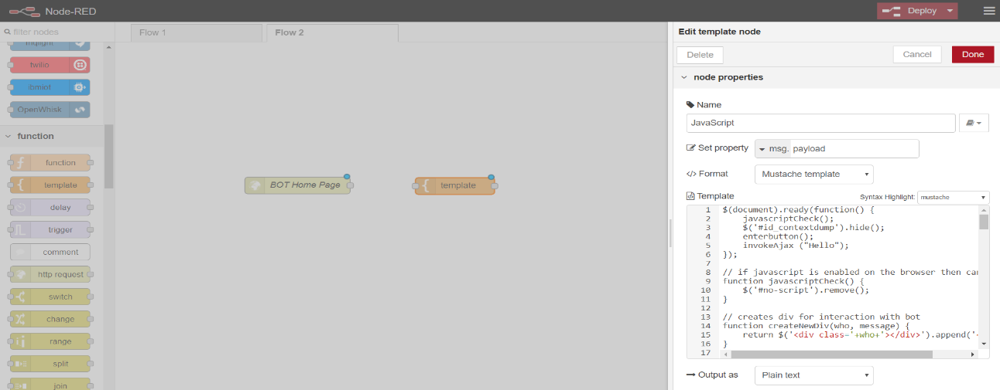 Node-RED
Deploy
filter nodes
Flow 1
Flow 2
Edit template node
Delete
Cancel
Done
node properties
mqlight
twilio
ibmiot
OpenWhisk
function
function
template
delay
trigger
comment
http request
switch
change
range
split
join
BOT Home Page
template
Name
JavaScript
Set property
msg. payload
</> Format
Mustache template
Template
Syntax Highlight: mustache
1 $(document).ready(function() {
2 javascriptCheck();
3 $('#id_contextdump').hide();
4 enterbutton();
5 invokeAjax ("Hello");
6 });
7
8 // if javascript is enabled on the browser then car
9 function javascriptCheck() {
10 $('#no-script').remove();
11 }
12
13 // creates div for interaction with bot
14 function createNewDiv(who, message) {
15 return $('<div class='+who+'></div>').append('<
16 }
17
Output as
Plain text